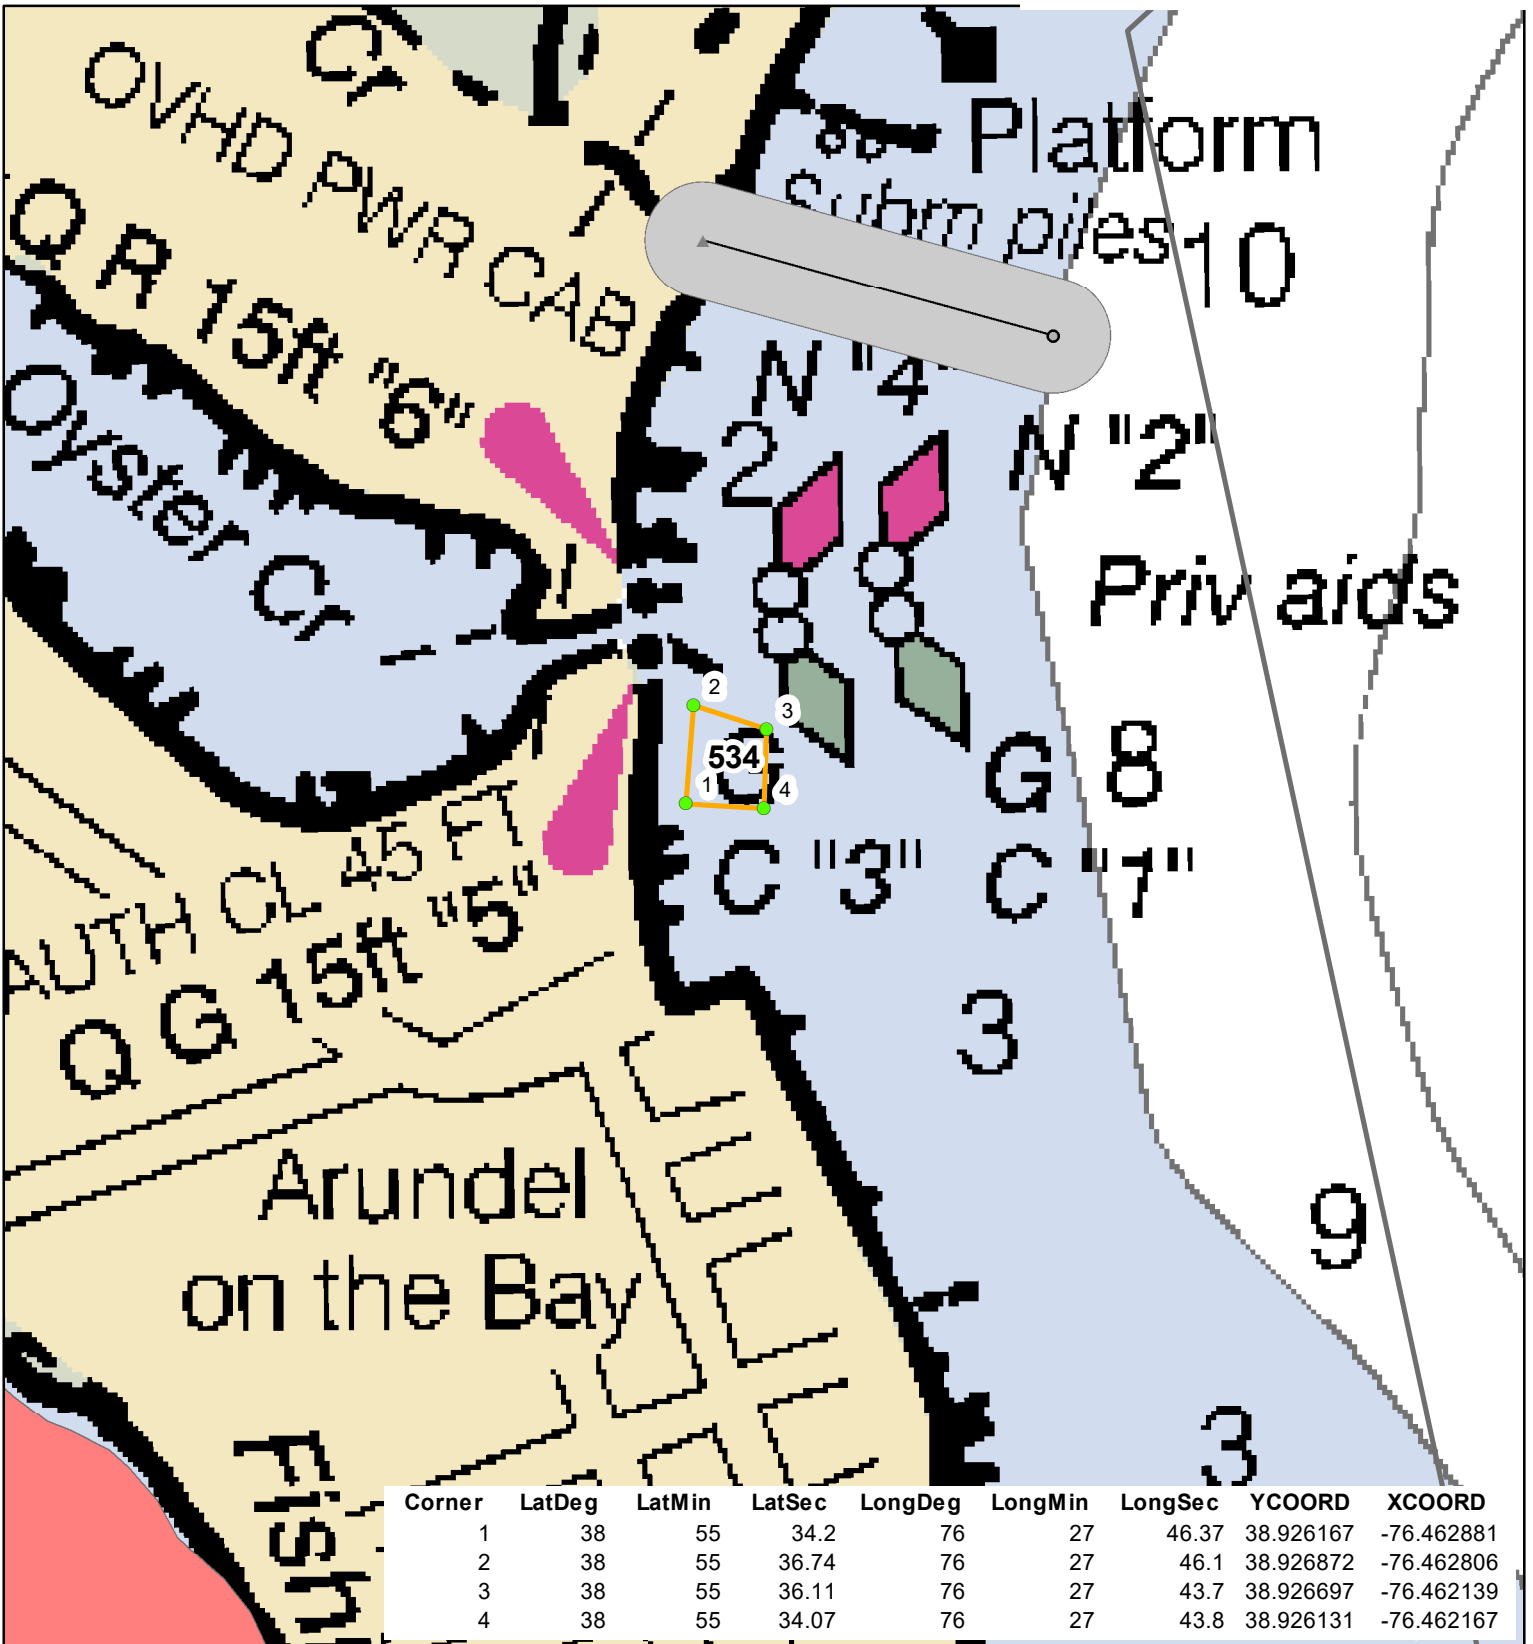 Cr
OVHD PWR CAB
Platform
Subm piles
10
Q R 15ft "6"
Oyster Cr
N "4"
2
N "2"
Priv aids
2
3
534
1
4
G
8
C "3"
C "1"
AUTH CL 45 FT
Q G 15ft "5"
3
Arundel
on the Bay
9
3
Fish
Corner LatDeg LatMin LatSec LongDeg LongMin LongSec YCOORD XCOORD
1 38 55 34.2 76 27 46.37 38.926167 -76.462881
2 38 55 36.74 76 27 46.1 38.926872 -76.462806
3 38 55 36.11 76 27 43.7 38.926697 -76.462139
4 38 55 34.07 76 27 43.8 38.926131 -76.462167